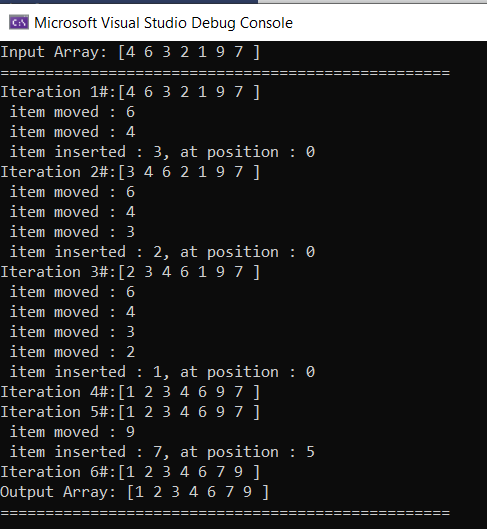 Microsoft Visual Studio Debug Console
Input Array: [4 6 3 2 1 9 7 ]
==================================================
Iteration 1#:[4 6 3 2 1 9 7 ]
item moved : 6
item moved : 4
item inserted : 3, at position : 0
Iteration 2#:[3 4 6 2 1 9 7 ]
item moved : 6
item moved : 4
item moved : 3
item inserted : 2, at position : 0
Iteration 3#:[2 3 4 6 1 9 7 ]
item moved : 6
item moved : 4
item moved : 3
item moved : 2
item inserted : 1, at position : 0
Iteration 4#:[1 2 3 4 6 9 7 ]
Iteration 5#:[1 2 3 4 6 9 7 ]
item moved : 9
item inserted : 7, at position : 5
Iteration 6#:[1 2 3 4 6 7 9 ]
Output Array: [1 2 3 4 6 7 9 ]
==================================================